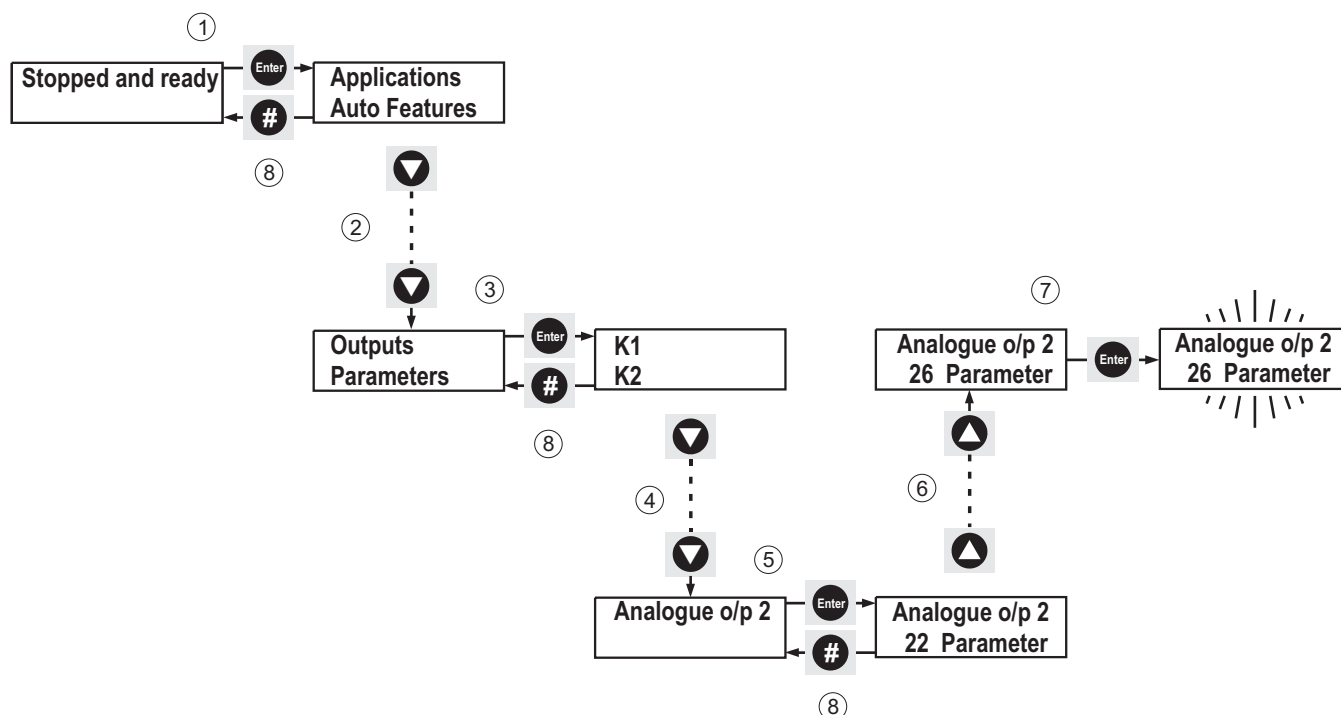 ①
Stopped and ready
Enter
#
Applications
Auto Features
⑧
②
③
Outputs
Parameters
Enter
#
K1
K2
⑧
④
⑤
Analogue o/p 2
Enter
#
Analogue o/p 2
22 Parameter
⑧
⑥
⑦
Analogue o/p 2
26 Parameter
Enter
Analogue o/p 2
26 Parameter